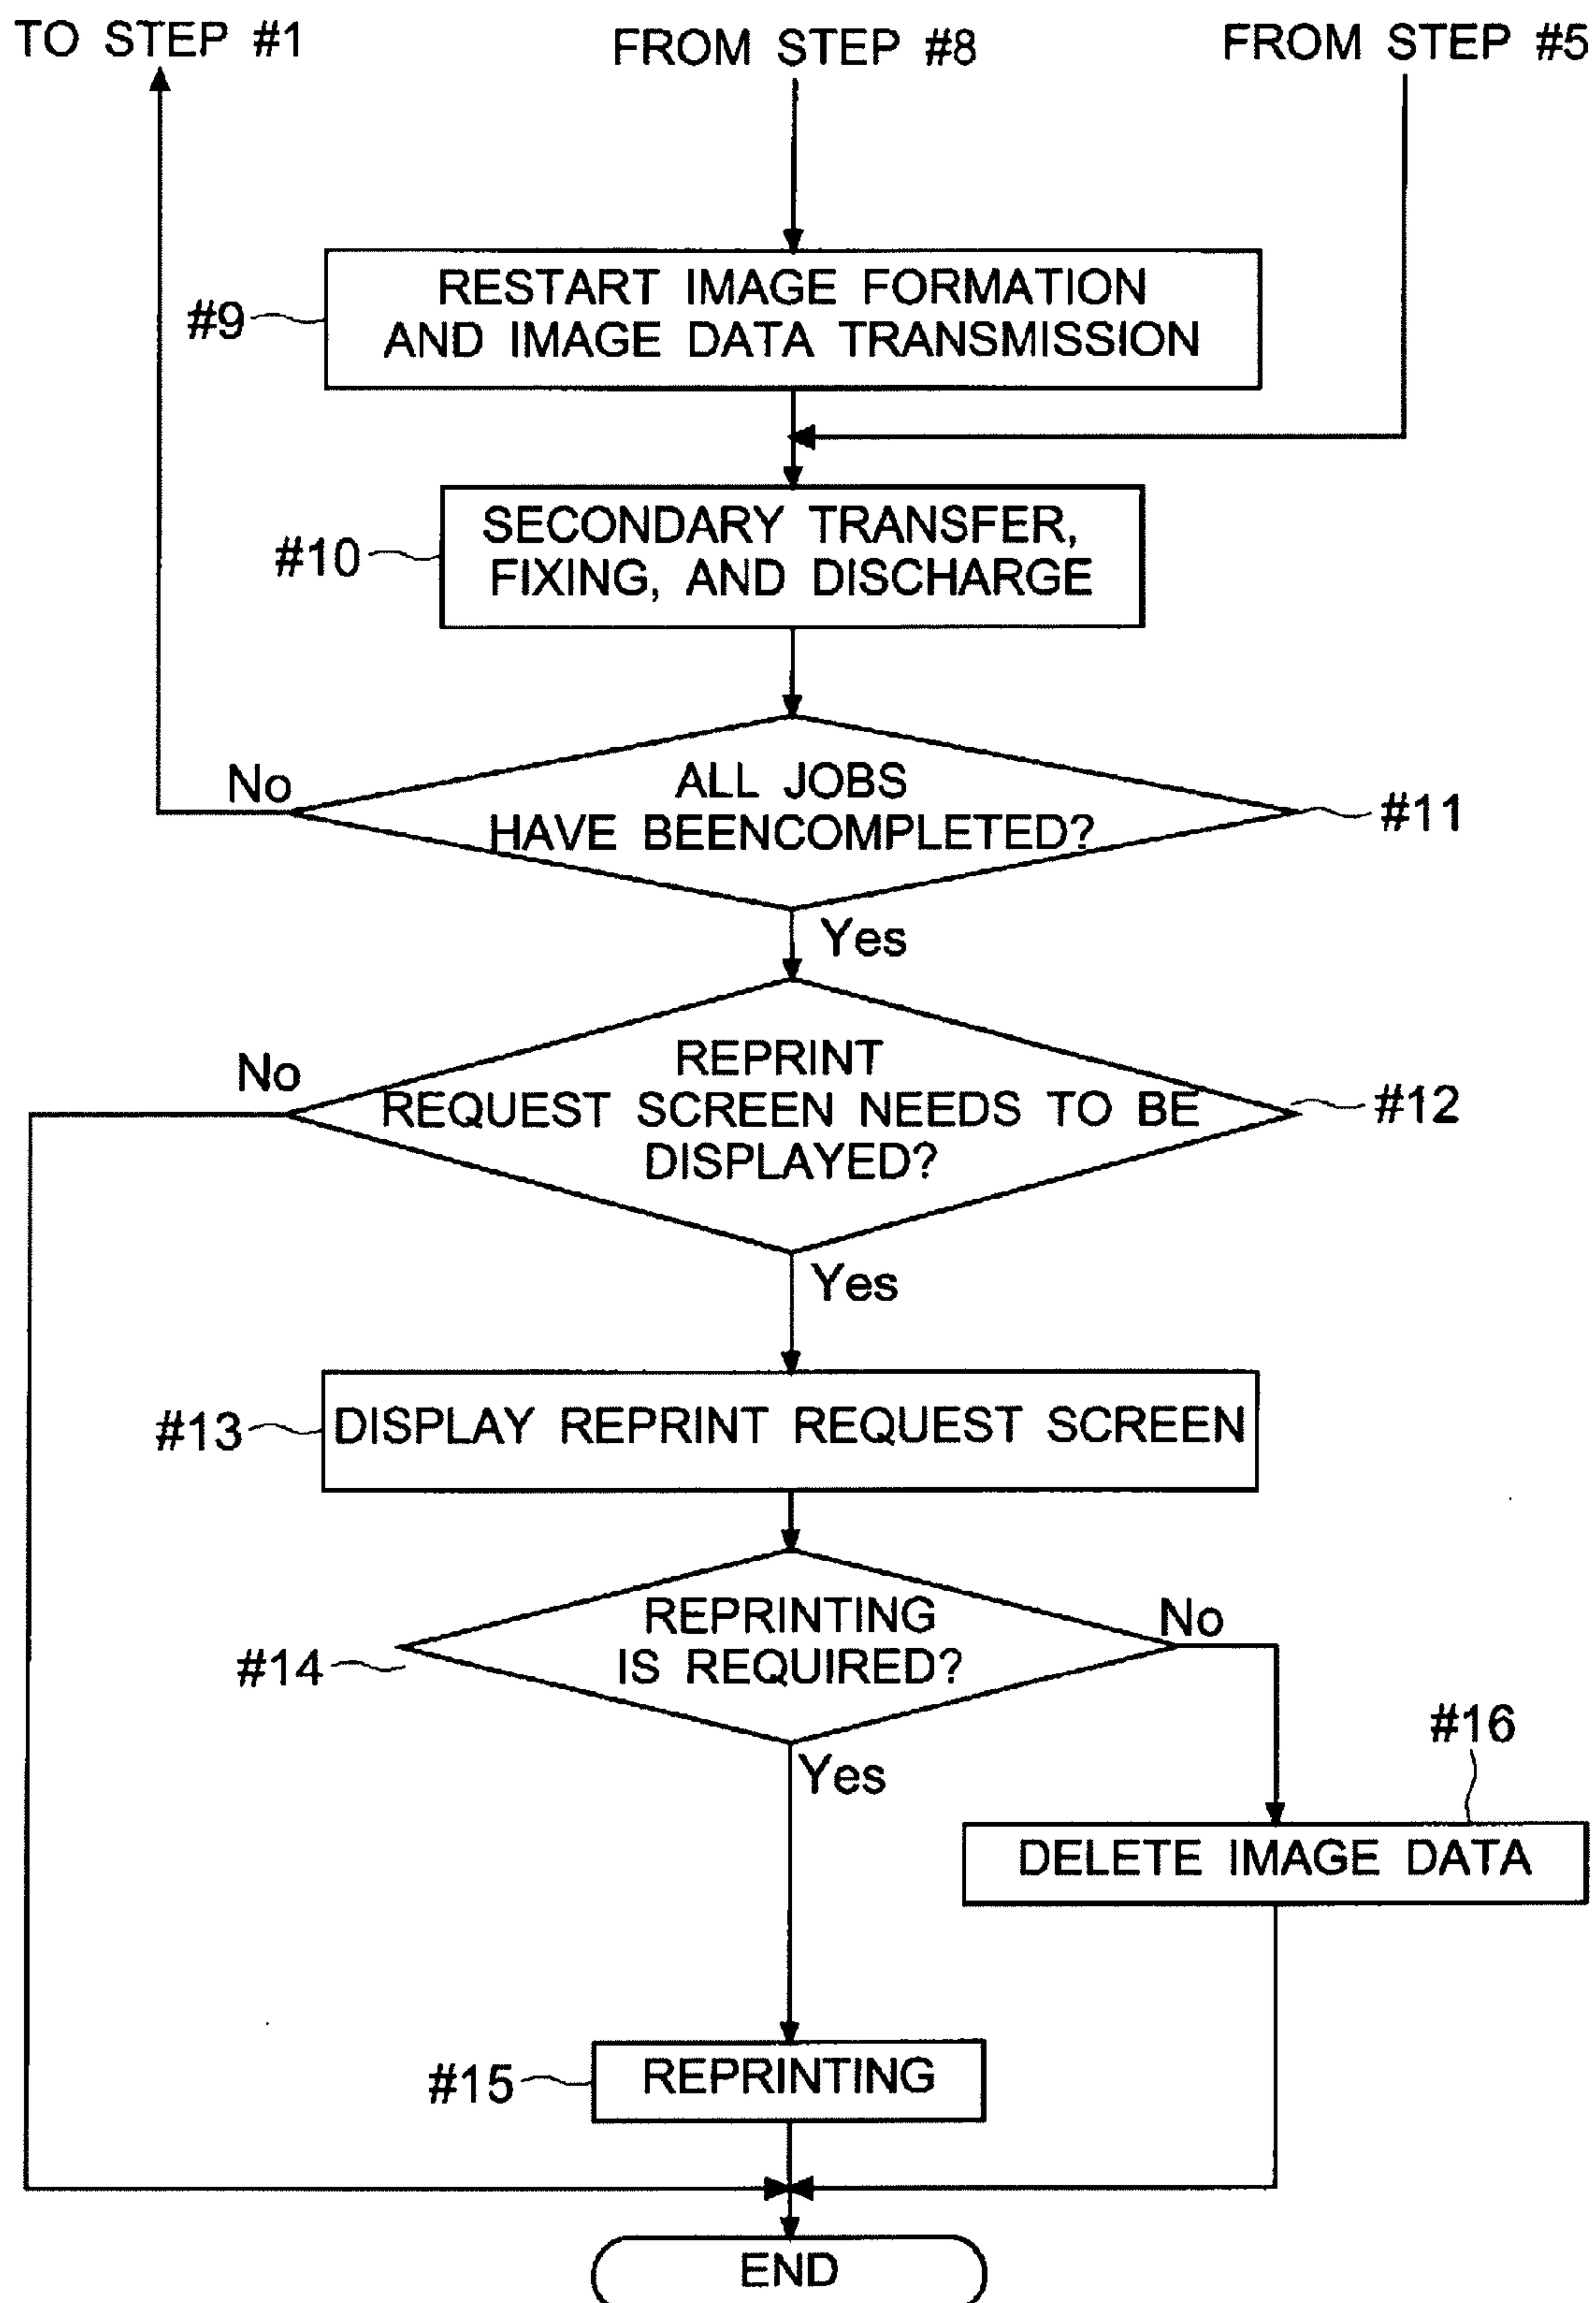 TO STEP #1
FROM STEP #8
FROM STEP #5
#9
RESTART IMAGE FORMATION
AND IMAGE DATA TRANSMISSION
#10
SECONDARY TRANSFER,
FIXING, AND DISCHARGE
No
ALL JOBS
HAVE BEENCOMPLETED?
#11
Yes
No
REPRINT
REQUEST SCREEN NEEDS TO BE
DISPLAYED?
#12
Yes
#13
DISPLAY REPRINT REQUEST SCREEN
#14
REPRINTING
IS REQUIRED?
No
Yes
#16
DELETE IMAGE DATA
#15
REPRINTING
END